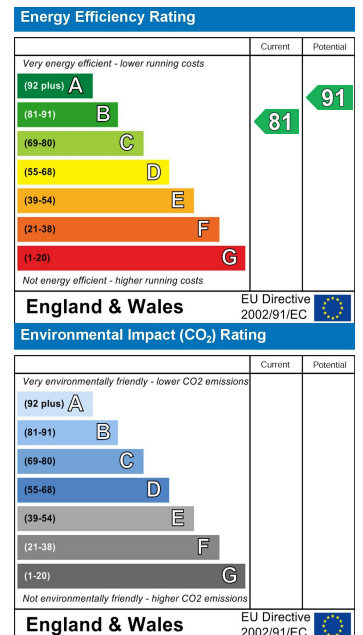 Energy Efficiency Rating
Current Potential
Very energy efficient - lower running costs
(92 plus) A
(81-91) B
(69-80) C
(55-68) D
(39-54) E
(21-38) F
(1-20) G
81
91
Not energy efficient - higher running costs
England & Wales
EU Directive
2002/91/EC
Environmental Impact (CO₂) Rating
Current Potential
Very environmentally friendly - lower CO2 emissions
(92 plus) A
(81-91) B
(69-80) C
(55-68) D
(39-54) E
(21-38) F
(1-20) G
Not environmentally friendly - higher CO2 emissions
England & Wales
EU Directive
2002/91/EC